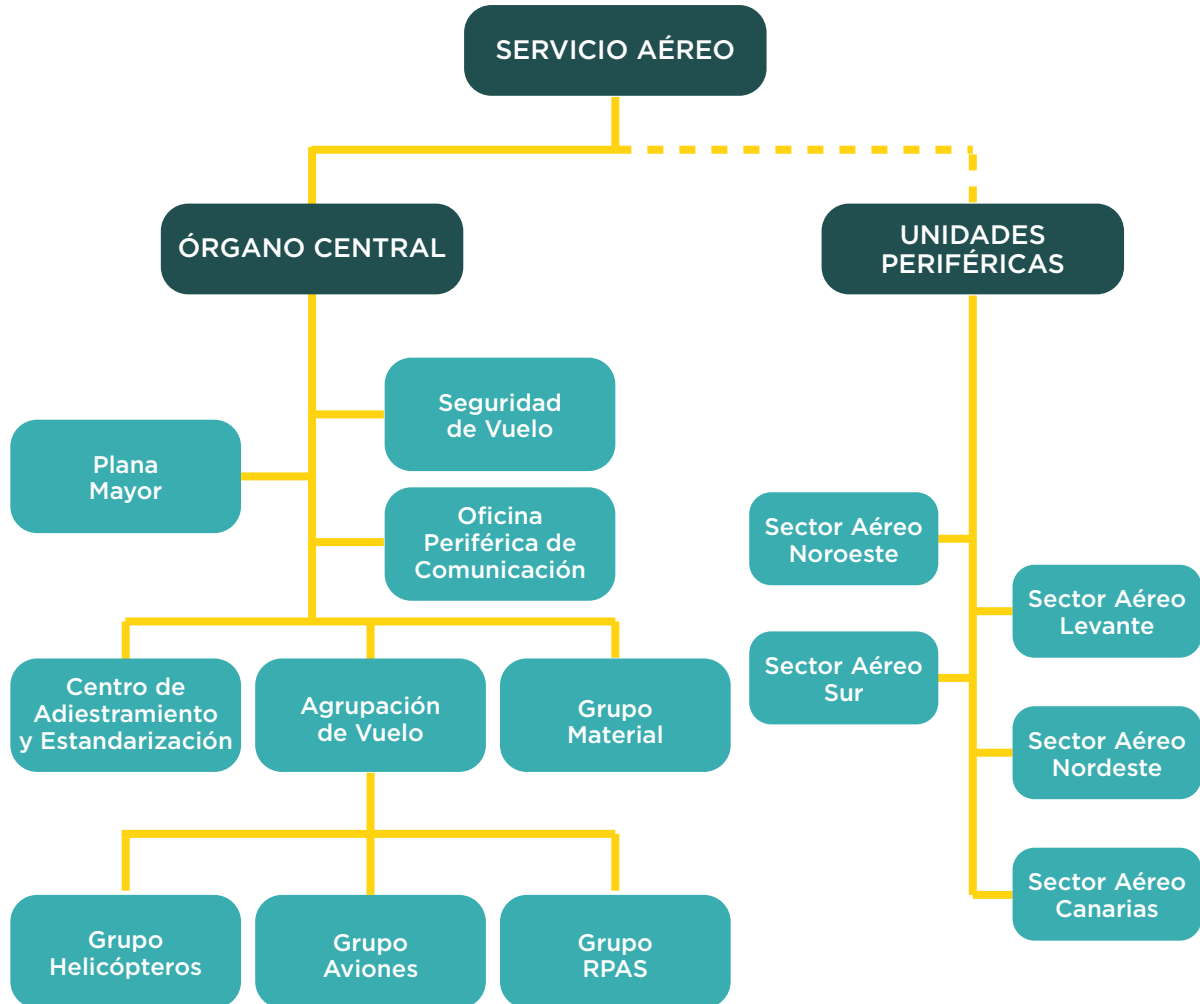 SERVICIO AÉREO
ÓRGANO CENTRAL
UNIDADES
PERIFÉRICAS
Seguridad
de Vuelo
Plana
Mayor
Oficina
Periférica de
Comunicación
Centro de
Adiestramiento
y Estandarización
Agrupación
de Vuelo
Grupo
Material
Grupo
Helicópteros
Grupo
Aviones
Grupo
RPAS
Sector Aéreo
Noroeste
Sector Aéreo
Levante
Sector Aéreo
Sur
Sector Aéreo
Nordeste
Sector Aéreo
Canarias